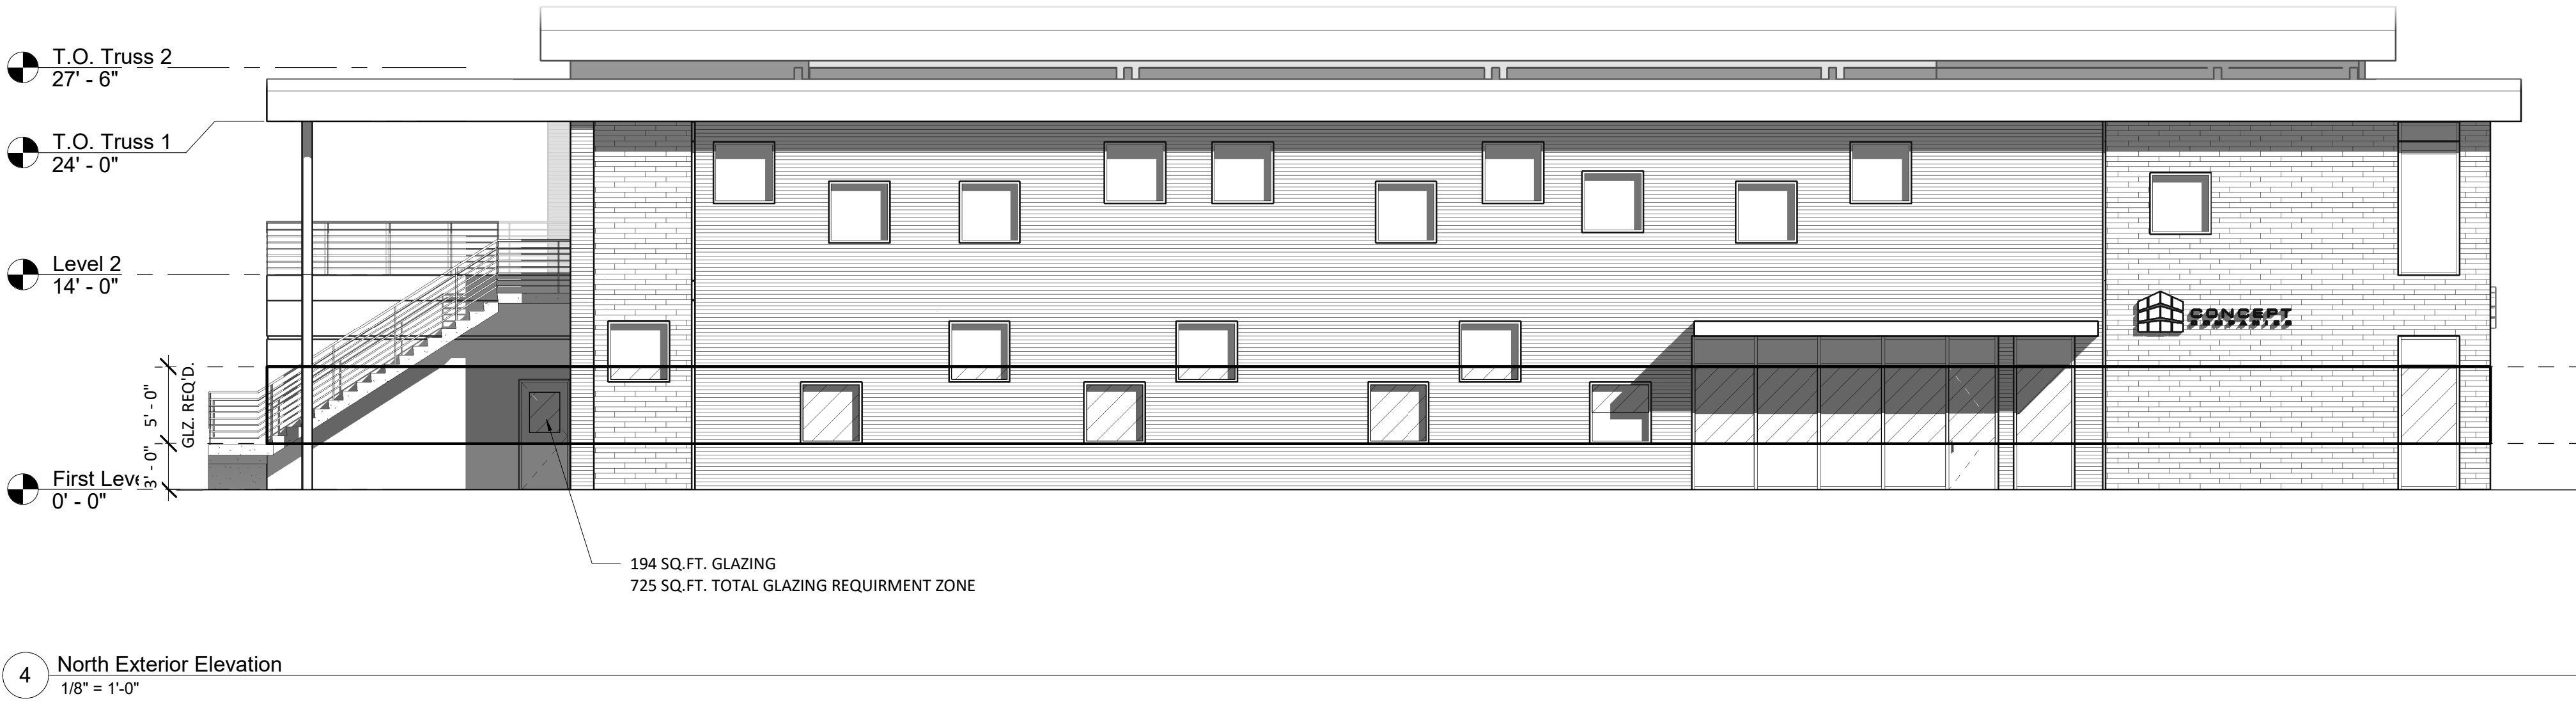 T.O. Truss 2
27' - 6"
T.O. Truss 1
24' - 0"
Level 2
14' - 0"
CONCEPT
COMPANIES
5' - 0"
GLZ. REQ'D.
3' - 0"
First Leve
0' - 0"
194 SQ.FT. GLAZING
725 SQ.FT. TOTAL GLAZING REQUIRMENT ZONE
4
North Exterior Elevation
1/8" = 1'-0"